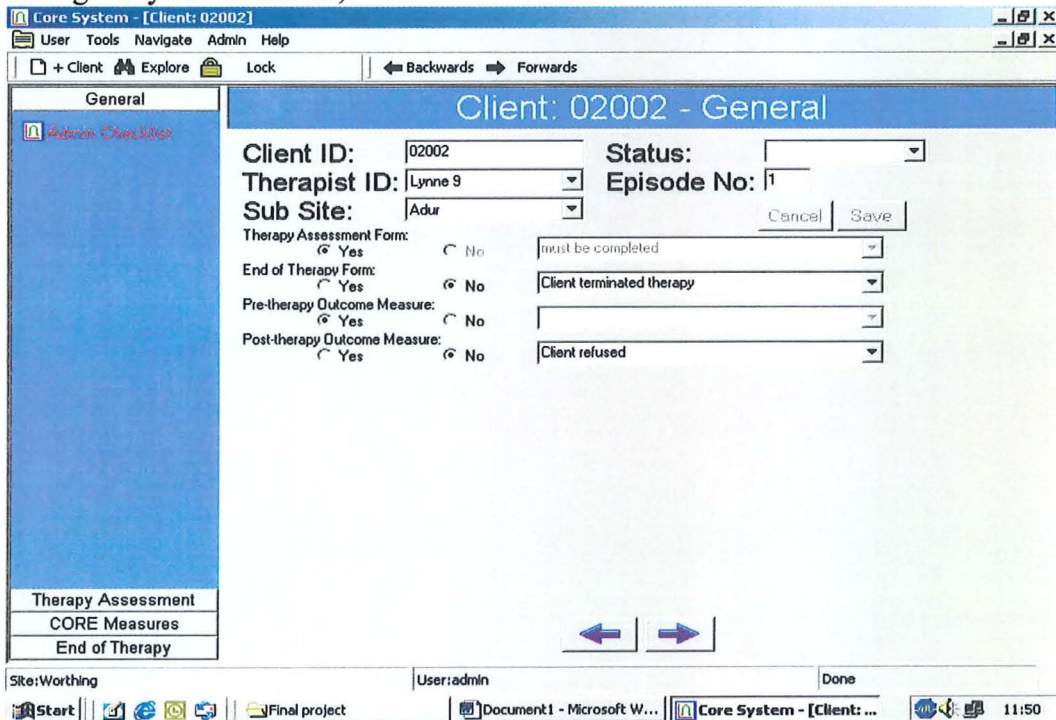 Core System - [Client: 02002]
User Tools Navigate Admin Help
+ Client Explore Lock Backwards Forwards
General
Client: 02002 - General
Admin Checklist
Client ID: 02002 Status:
Therapist ID: Lynne 9 Episode No: 1
Sub Site: Adur
Cancel Save
Therapy Assessment Form:
Yes No must be completed
End of Therapy Form:
Yes No Client terminated therapy
Pre-therapy Outcome Measure:
Yes No
Post-therapy Outcome Measure:
Yes No Client refused
Therapy Assessment
CORE Measures
End of Therapy
Site:Worthing User:admin Done
Start Final project Document1 - Microsoft W... Core System - [Client: ... 11:50